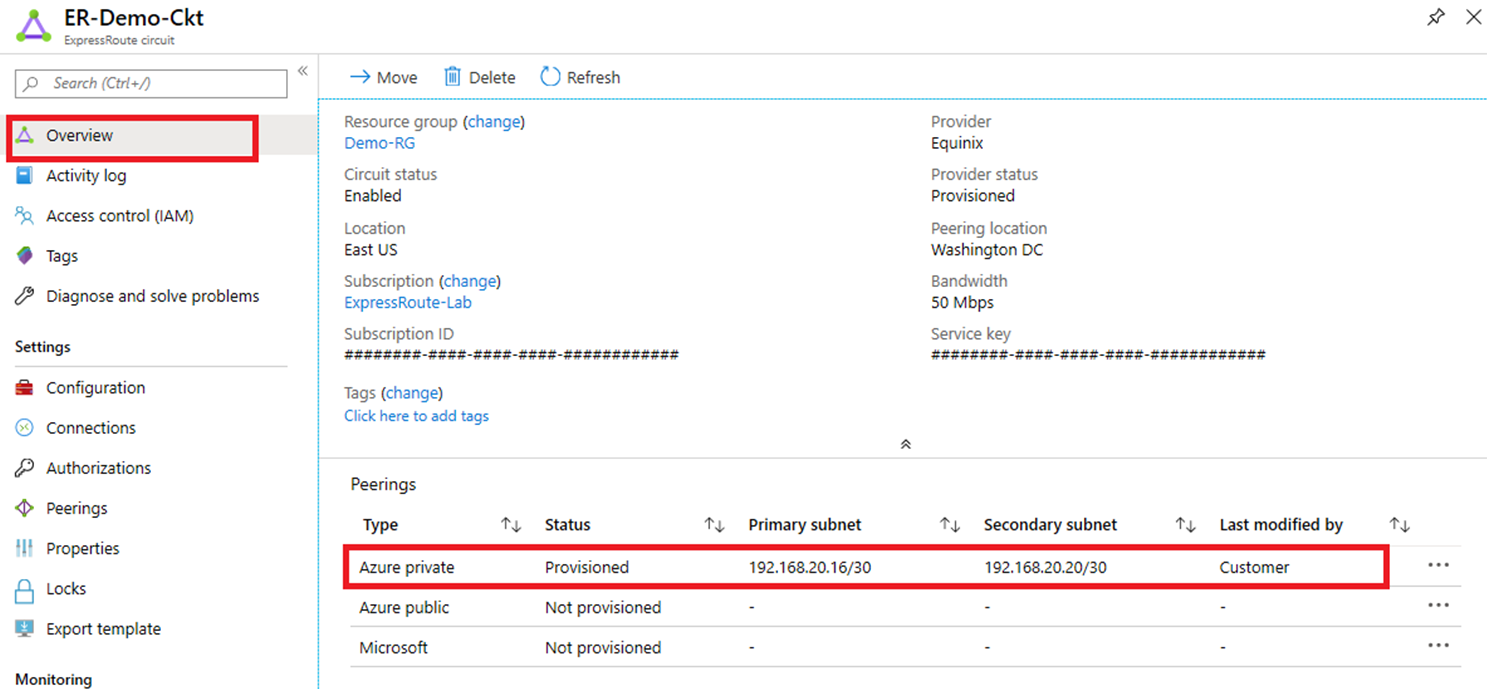 ER-Demo-Ckt
ExpressRoute circuit
Search (Ctrl+/)
Overview
Activity log
Access control (IAM)
Tags
Diagnose and solve problems
Settings
Configuration
Connections
Authorizations
Peerings
Properties
Locks
Export template
Monitoring
Move Delete Refresh
Resource group (change)
Demo-RG
Circuit status
Enabled
Location
East US
Subscription (change)
ExpressRoute-Lab
Subscription ID
########-####-####-####-############
Tags (change)
Click here to add tags
Provider
Equinix
Provider status
Provisioned
Peering location
Washington DC
Bandwidth
50 Mbps
Service key
########-####-####-####-############
Peerings
Type Status Primary subnet Secondary subnet Last modified by
Azure private Provisioned 192.168.20.16/30 192.168.20.20/30 Customer
Azure public Not provisioned - - -
Microsoft Not provisioned - - -